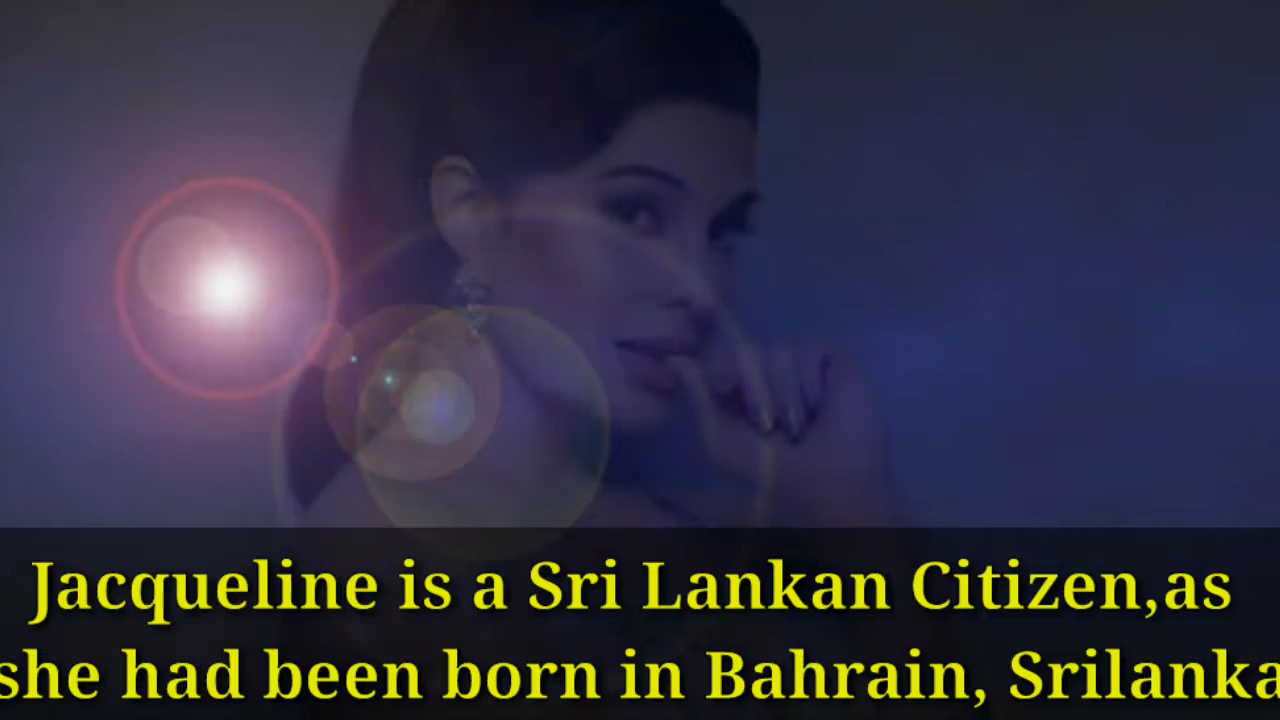 Jacqueline is a Sri Lankan Citizen,as
she had been born in Bahrain, Srilanka